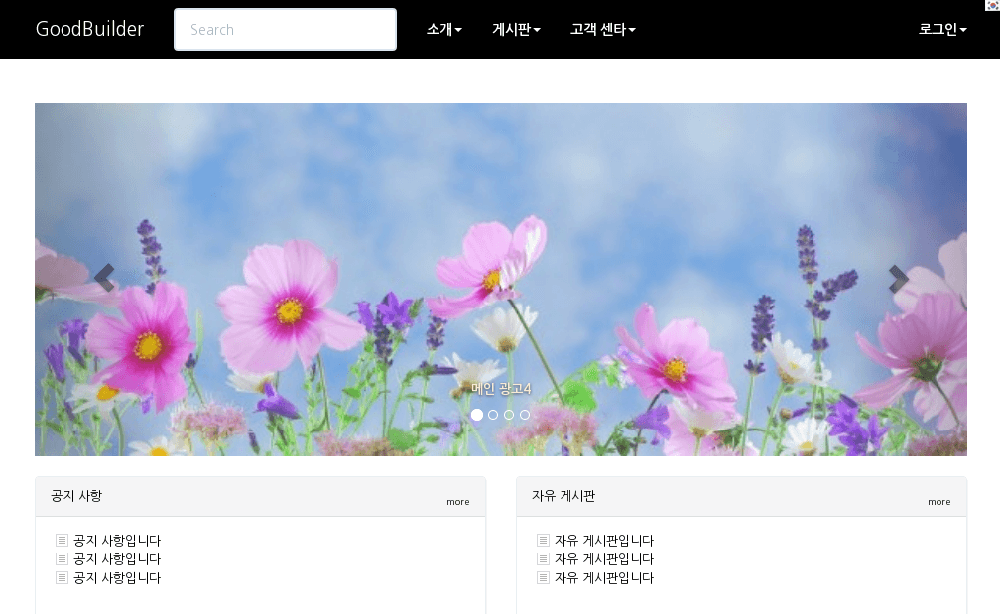 GoodBuilder
Search
소개
게시판
고객 센타
로그인
메인 광고4
공지 사항
more
공지 사항입니다
공지 사항입니다
공지 사항입니다
자유 게시판
more
자유 게시판입니다
자유 게시판입니다
자유 게시판입니다